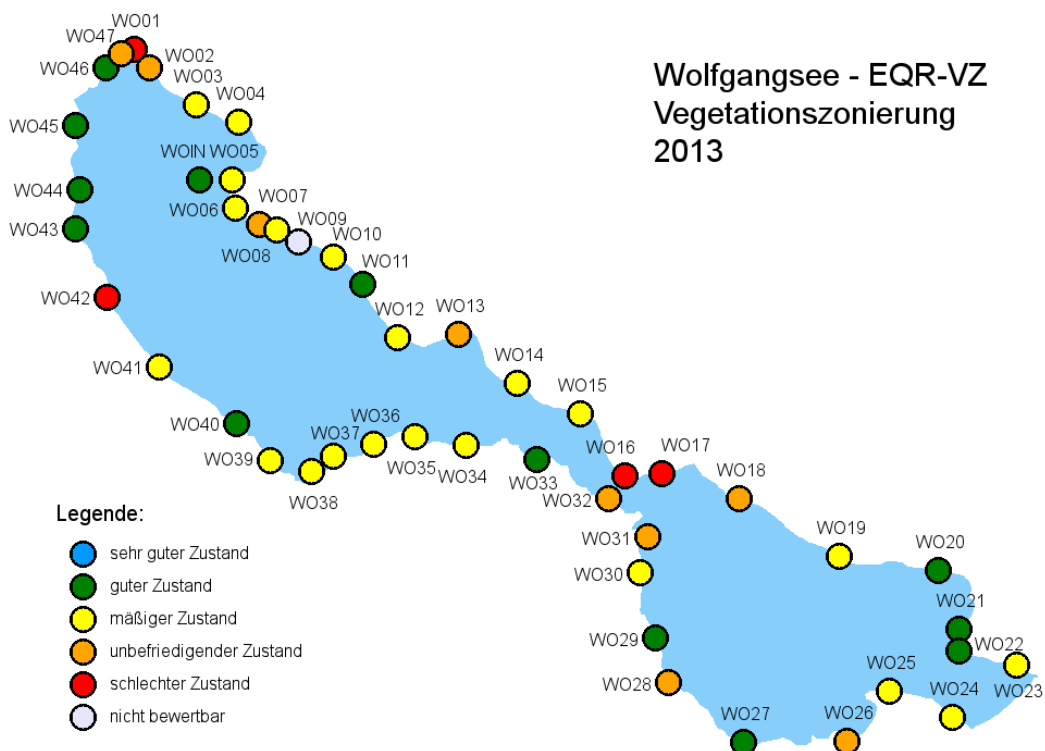 Wolfgangsee - EQR-VZ
Vegetationszonierung
2013
WO01
WO47
WO02
WO46
WO03
WO04
WO45
WOIN WO05
WO44
WO06
WO07
WO43
WO08
WO09
WO10
WO11
WO42
WO12
WO13
WO14
WO41
WO15
WO40
WO36
WO37
WO39
WO35
WO34
WO38
WO33
WO16
WO17
WO32
WO18
WO31
WO19
WO20
WO30
WO21
WO29
WO22
WO28
WO25
WO23
WO24
WO27
WO26
Legende:
sehr guter Zustand
guter Zustand
mäßiger Zustand
unbefriedigender Zustand
schlechter Zustand
nicht bewertbar